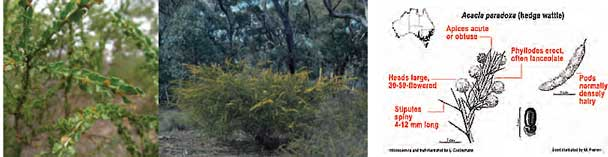 Acacia paradoxa (hedge wattle)
Apices acute
or obtuse
Phyllodes erect,
often lanceolate
Heads large,
30-50-flowered
Pods
normally
densely
hairy
Stipules
spiny
4-12 mm long